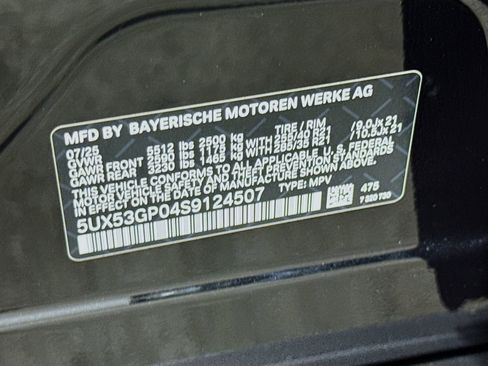 MFD BY BAYERISCHE MOTOREN WERKE AG
07/25 TIRE / RIM
GVWR 5512 lbs 2500 kg
GAWR FRONT 2590 lbs kg 255/40 R21 / 9.0Jx21
GAWR REAR 3230 lbs 1465 kg 285/35 R21 / 10.5Jx21
THIS VEHICLE CONFORMS TO ALL APPLICABLE U.S. FEDERAL
MOTOR VEHICLE SAFETY AND THEFT PREVENTION STANDARDS
IN EFFECT ON THE DATE OF MANUFACTURE SHOWN ABOVE
5UX53GP04S9124507 TYPE: MPV
475
7 920 730